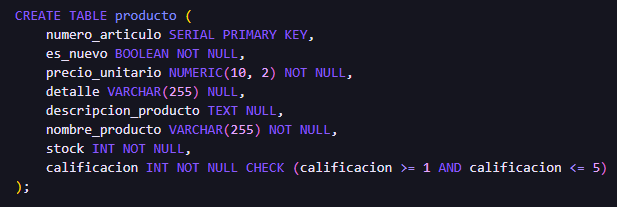 CREATE TABLE producto (
    numero_articulo SERIAL PRIMARY KEY,
    es_nuevo BOOLEAN NOT NULL,
    precio_unitario NUMERIC(10, 2) NOT NULL,
    detalle VARCHAR(255) NULL,
    descripcion_producto TEXT NULL,
    nombre_producto VARCHAR(255) NOT NULL,
    stock INT NOT NULL,
    calificacion INT NOT NULL CHECK (calificacion >= 1 AND calificacion <= 5)
);